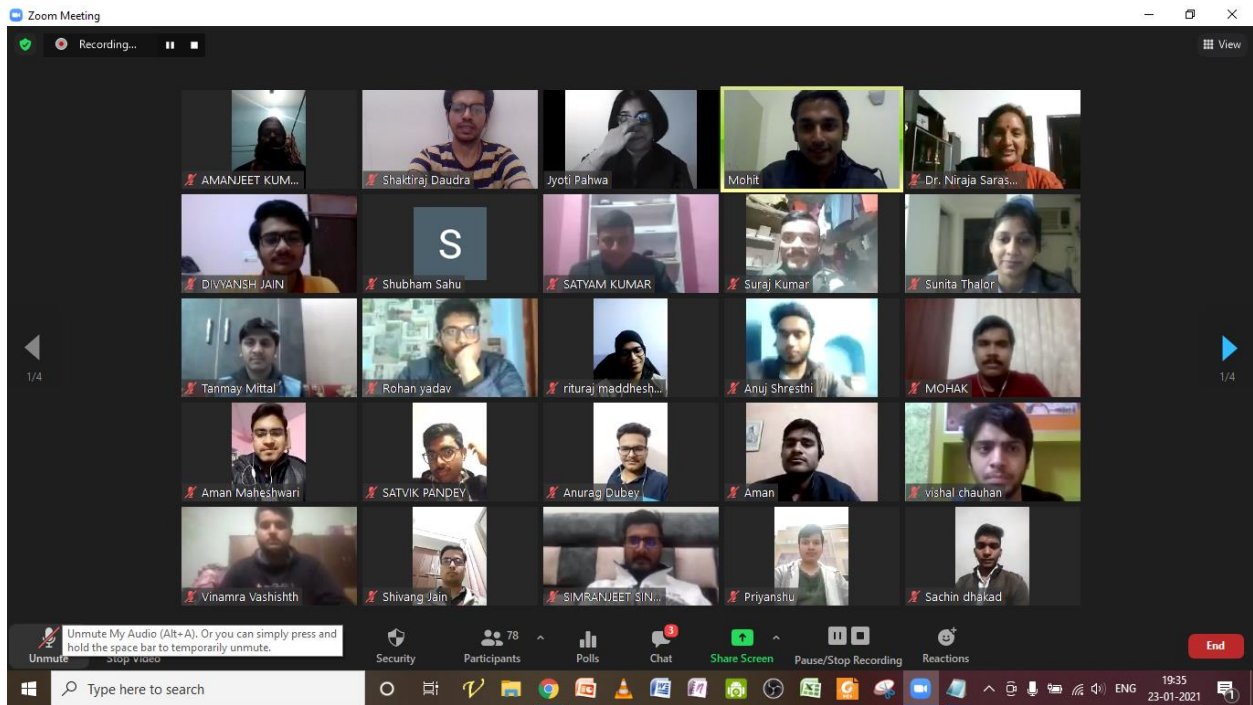 Zoom Meeting
Recording...
View
AMANJEET KUM...
Shaktiraj Daudra
Jyoti Pahwa
Mohit
Dr. Niraja Saras...
DIVYANSH JAIN
S
Shubham Sahu
SATYAM KUMAR
Suraj Kumar
Sunita Thalor
1/4
1/4
Tanmay Mittal
Rohan yadav
rituraj maddhesh...
Anuj Shresthi
MOHAK
Aman Maheshwari
SATVIK PANDEY
Anurag Dubey
Aman
vishal chauhan
Vinamra Vashishth
Shivang Jain
SIMRANJEET SIN...
Priyanshu
Sachin dhakad
Unmute My Audio (Alt+A). Or you can simply press and
hold the space bar to temporarily unmute.
Unmute
Stop Video
Security
78
Participants
Polls
3
Chat
Share Screen
Pause/Stop Recording
Reactions
End
Type here to search
ENG
19:35
23-01-2021
1